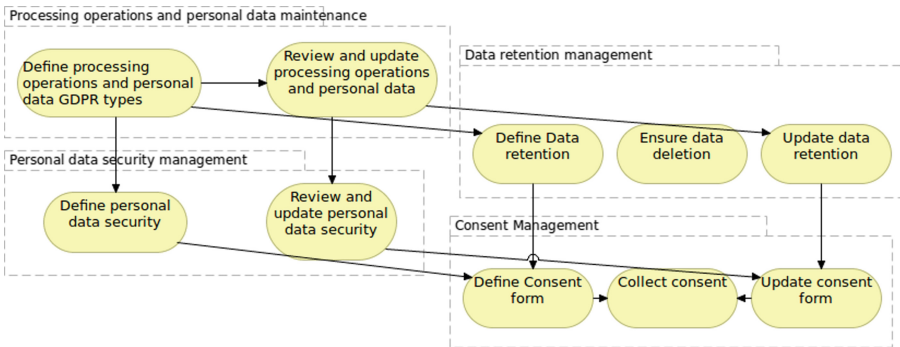 Processing operations and personal data maintenance
Define processing
operations and personal
data GDPR types
Review and update
processing operations
and personal data
Data retention management
Define Data
retention
Ensure data
deletion
Update data
retention
Personal data security management
Define personal
data security
Review and
update personal
data security
Consent Management
Define Consent
form
Collect consent
Update consent
form